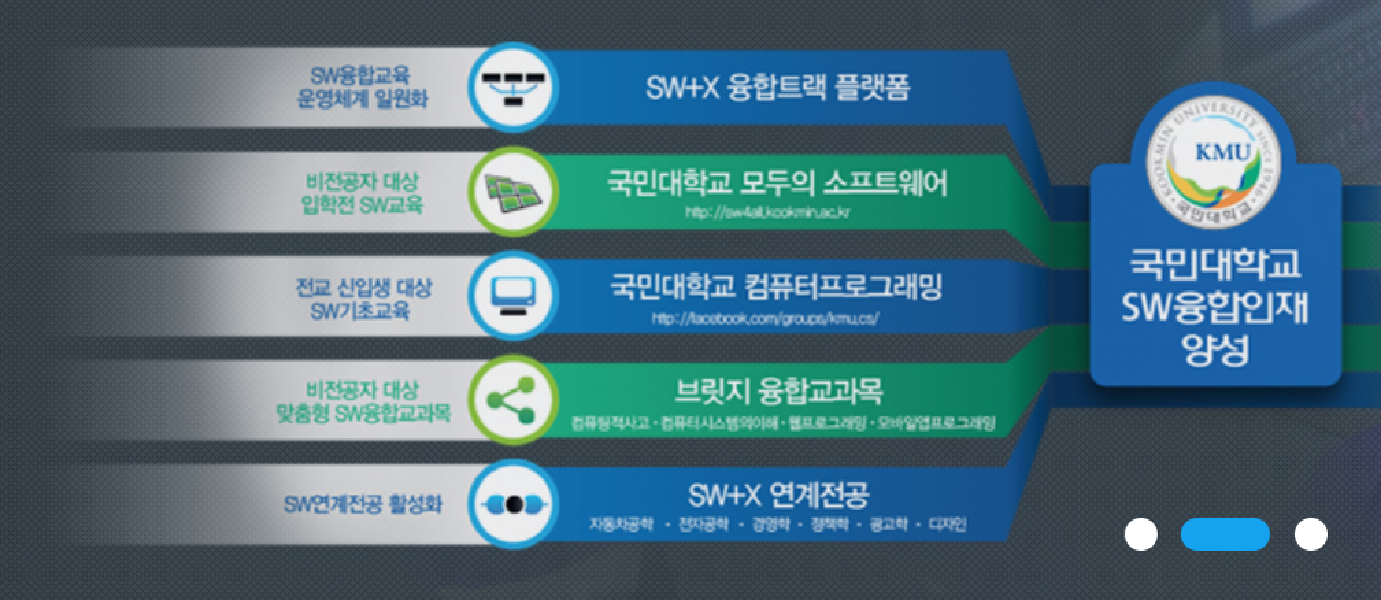 SW융합교육
운영체계 일원화
SW+X 융합트랙 플랫폼
비전공자 대상
입학전 SW교육
국민대학교 모두의 소프트웨어
http://sw4all.kookmin.ac.kr
전교 신입생 대상
SW기초교육
국민대학교 컴퓨터프로그래밍
http://facebook.com/groups/kmu.cs/
비전공자 대상
맞춤형 SW융합교과목
브릿지 융합교과목
컴퓨팅적사고 · 컴퓨터시스템의이해 · 웹프로그래밍 · 모바일앱프로그래밍
SW연계전공 활성화
SW+X 연계전공
자동차공학 · 전자공학 · 경영학 · 정책학 · 광고학 · 디자인
KOOKMIN UNIVERSITY SINCE 1946
KMU
국민대학교
국민대학교
SW융합인재
양성